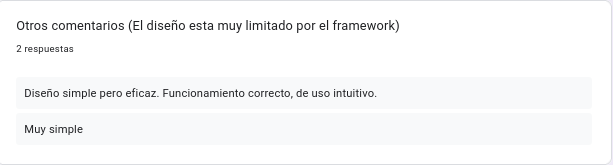 Otros comentarios (El diseño esta muy limitado por el framework)
2 respuestas
Diseño simple pero eficaz. Funcionamiento correcto, de uso intuitivo.
Muy simple